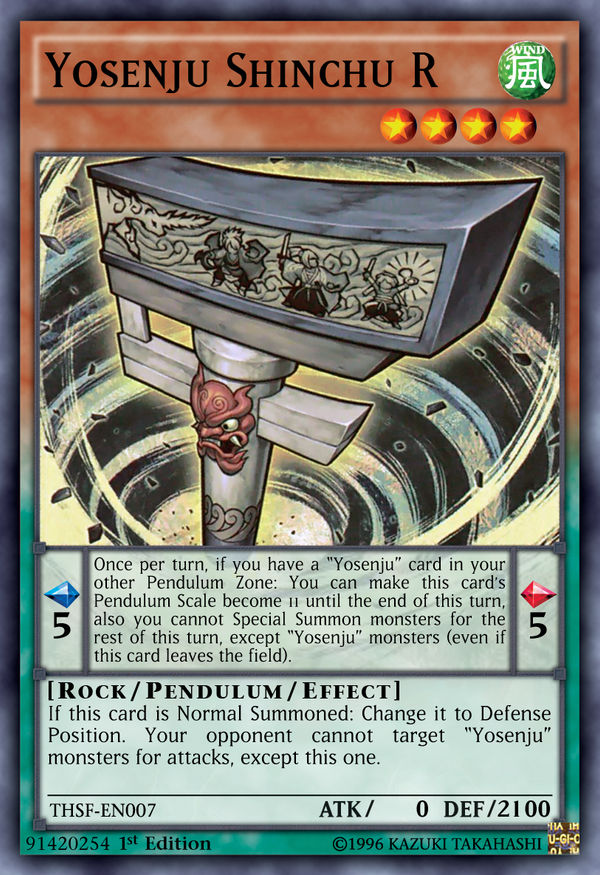 Yosenju Shinchu R
WIND
風
Once per turn, if you have a "Yosenju" card in your
other Pendulum Zone: You can make this card's
Pendulum Scale become 11 until the end of this turn,
also you cannot Special Summon monsters for the
rest of this turn, except "Yosenju" monsters (even if
this card leaves the field).
5
5
[Rock/Pendulum/Effect]
If this card is Normal Summoned: Change it to Defense
Position. Your opponent cannot target "Yosenju"
monsters for attacks, except this one.
THSF-EN007 ATK/ 0 DEF/2100
91420254 1st Edition ©1996 KAZUKI TAKAHASHI